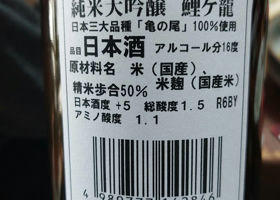 純米大吟醸 鯉ケ龍
日本三大品種「亀の尾」100%使用
品目 日本酒 アルコール分16度
原材料名 米(国産)、
米麹(国産米)
精米歩合50%
日本酒度 +5 総酸度1.5 R6BY
アミノ酸度 1.1